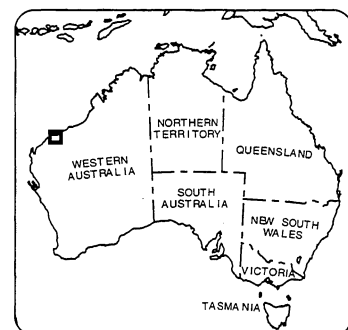 NORTHERN
TERRITORY
QUEENSLAND
WESTERN
AUSTRALIA
SOUTH
AUSTRALIA
NEW SOUTH
WALES
VICTORIA
TASMANIA